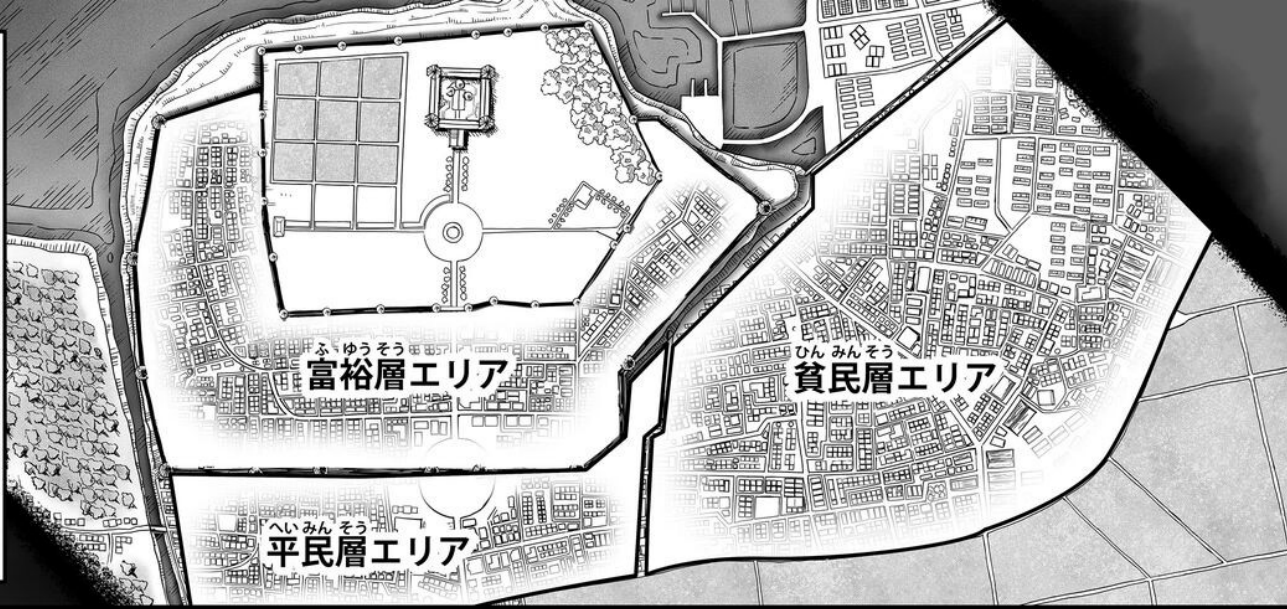 ふ ゆう そう
富裕層エリア
ひん みん そう
貧民層エリア
へい みん そう
平民層エリア